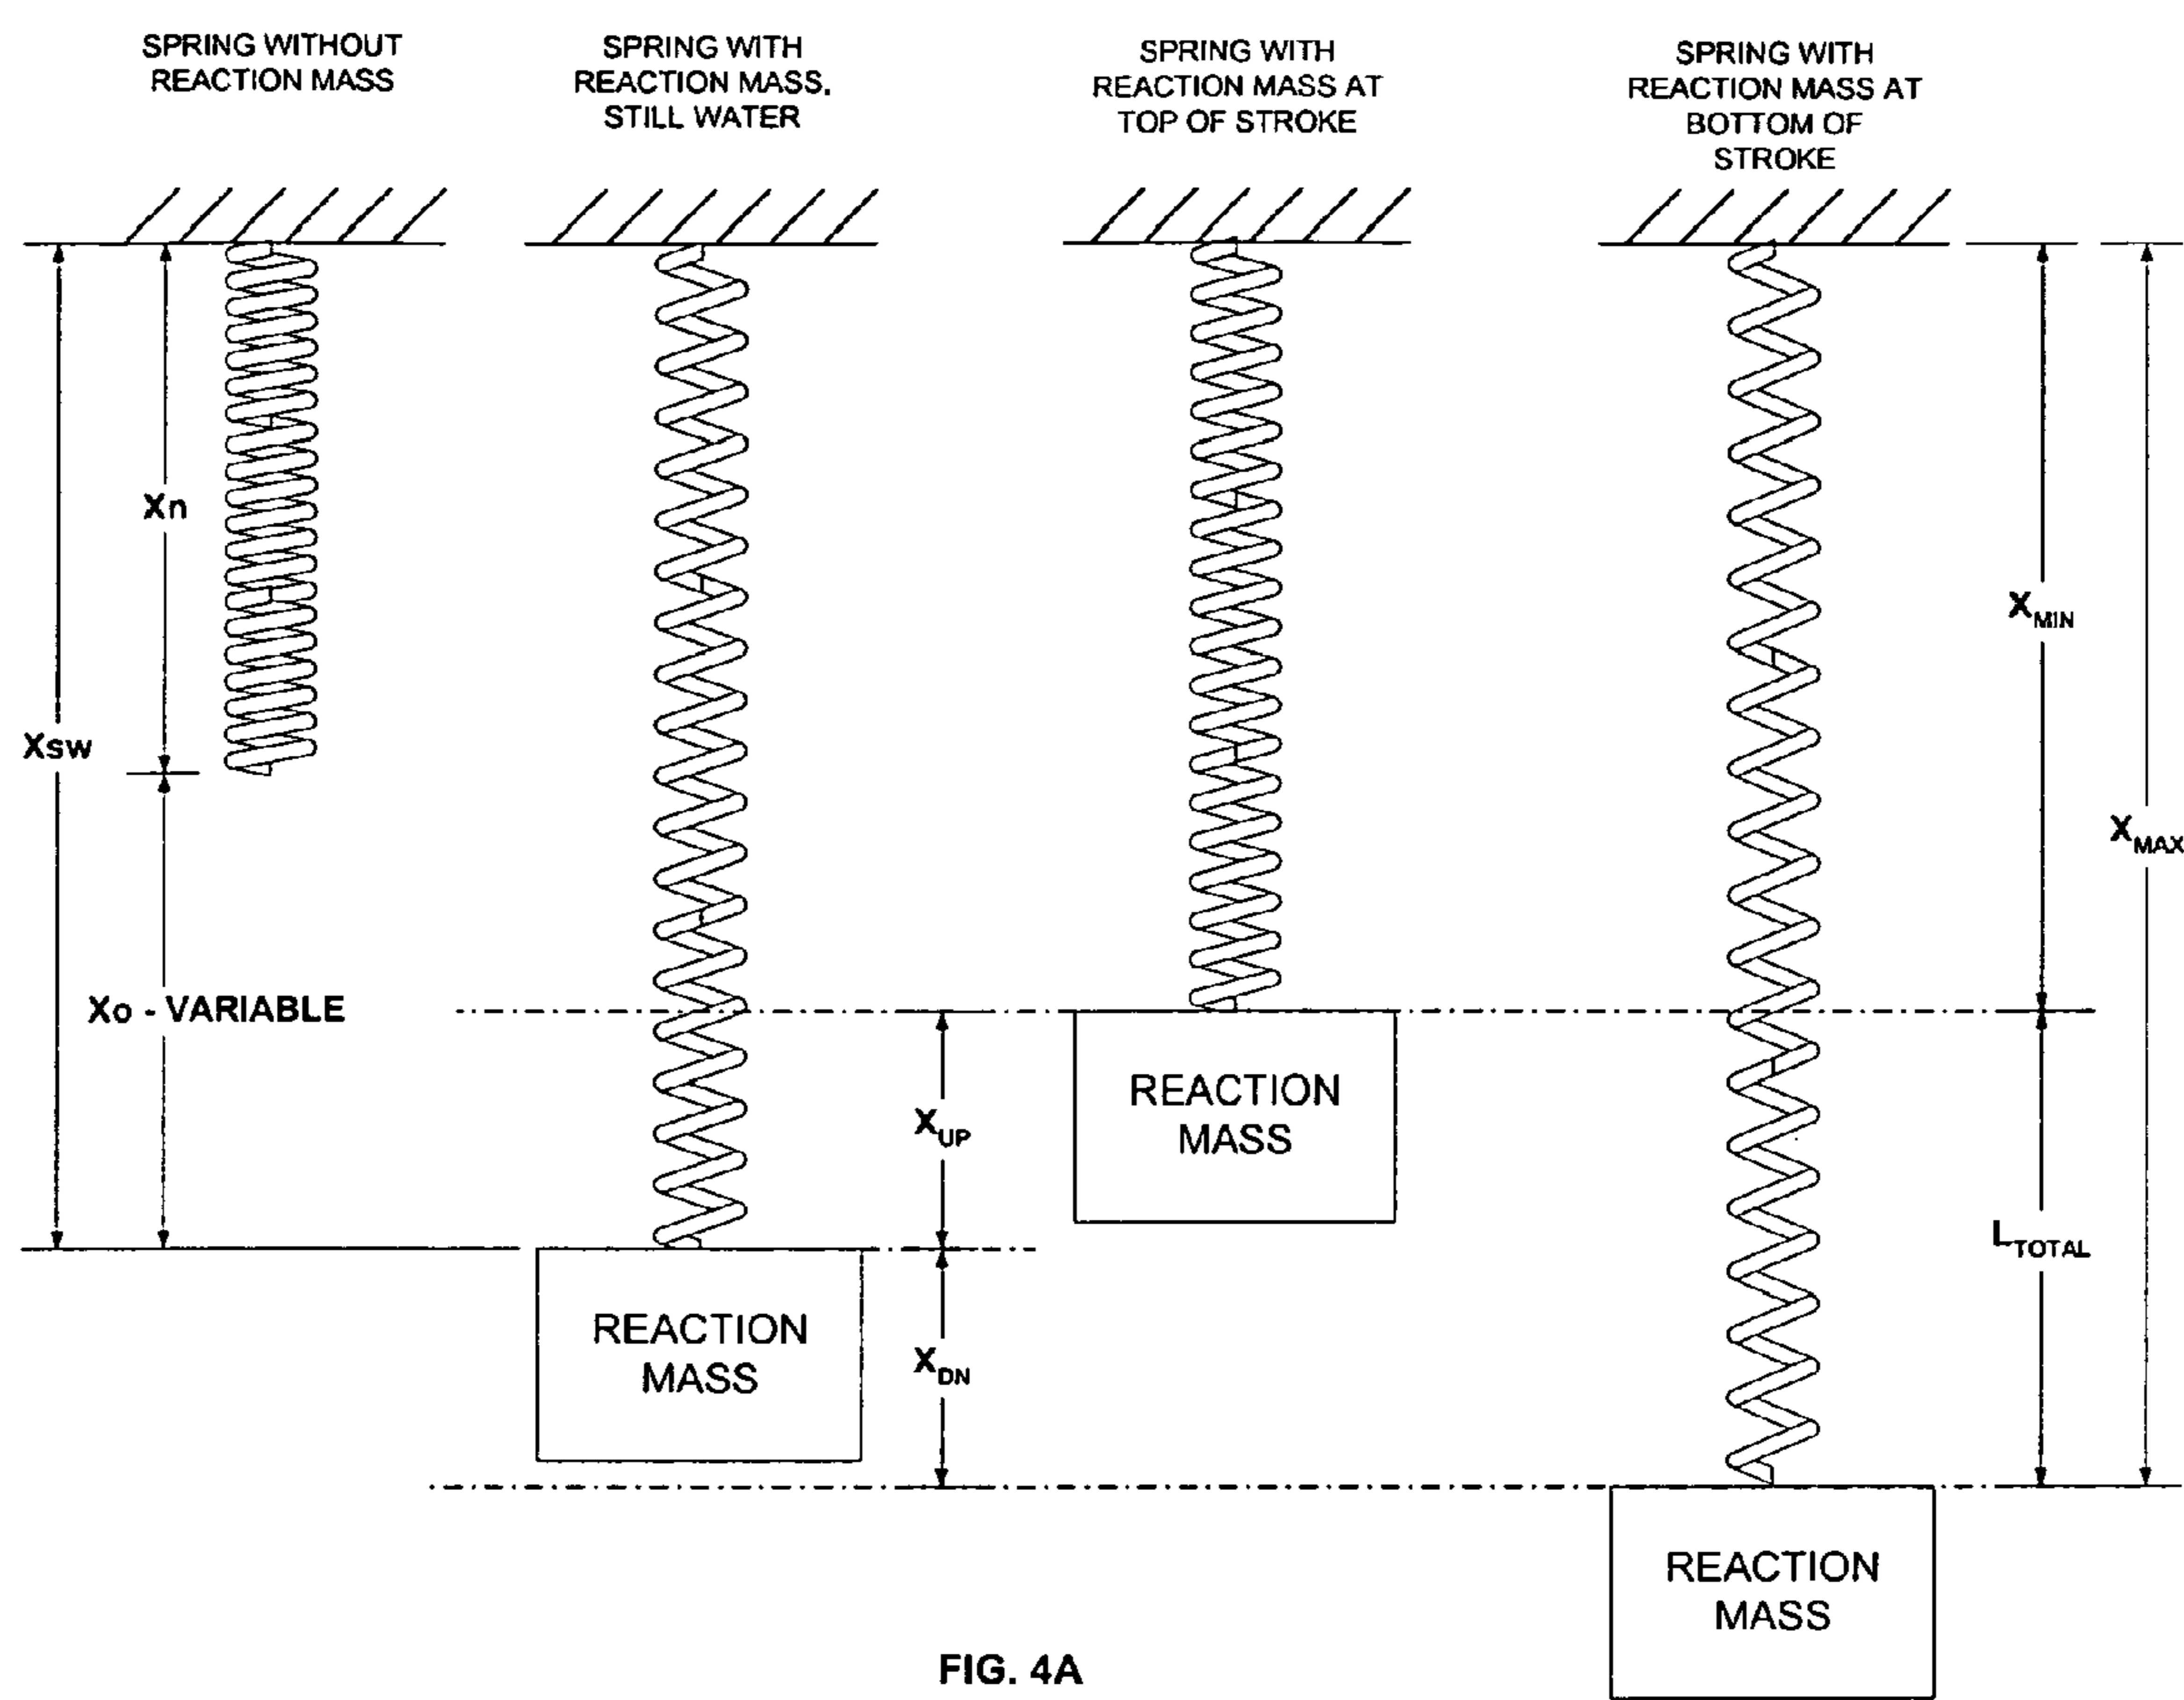 SPRING WITHOUT
REACTION MASS
SPRING WITH
REACTION MASS,
STILL WATER
SPRING WITH
REACTION MASS AT
TOP OF STROKE
SPRING WITH
REACTION MASS AT
BOTTOM OF
STROKE
Xn
Xsw
Xo - VARIABLE
XUP
XDN
XMIN
XMAX
LTOTAL
REACTION
MASS
REACTION
MASS
REACTION
MASS
FIG. 4A